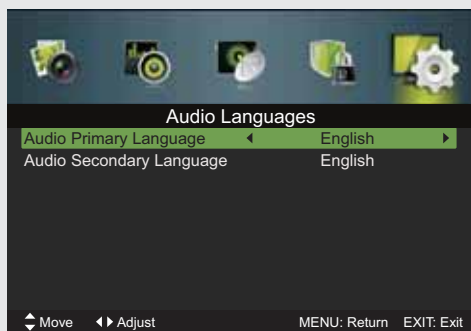 Audio Languages
Audio Primary Language English
Audio Secondary Language English
Move Adjust MENU: Return EXIT: Exit